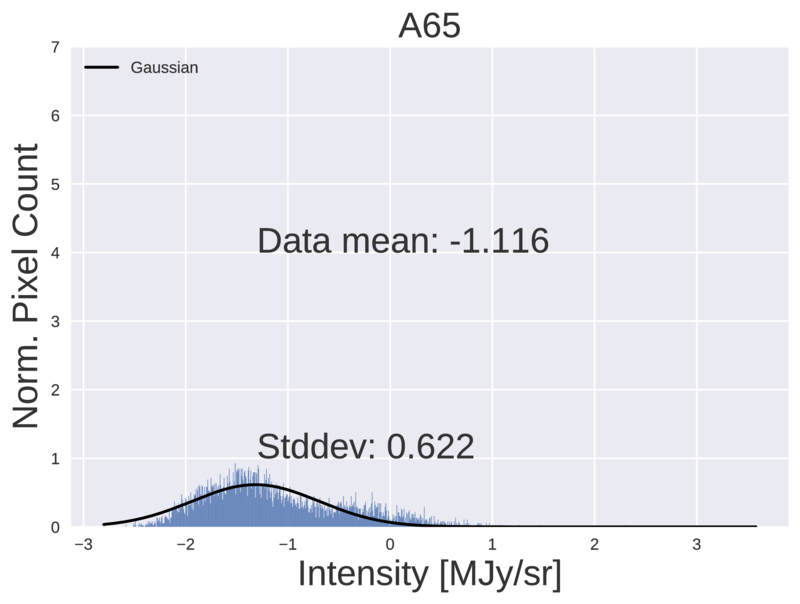 A65
7
Gaussian
6
5
Data mean: -1.116
4
3
2
Stddev: 0.622
1
0
Norm. Pixel Count
−3 −2 −1 0 1 2 3
Intensity [MJy/sr]